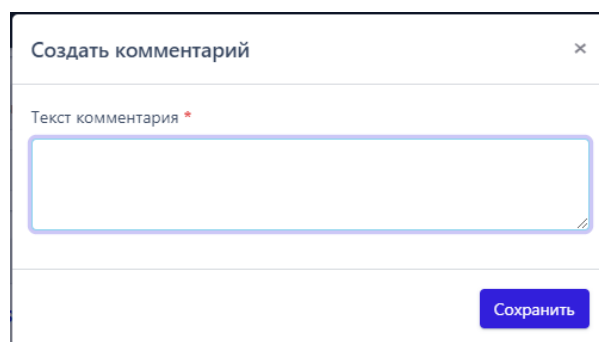 Создать комментарий ×
Текст комментария *
Сохранить